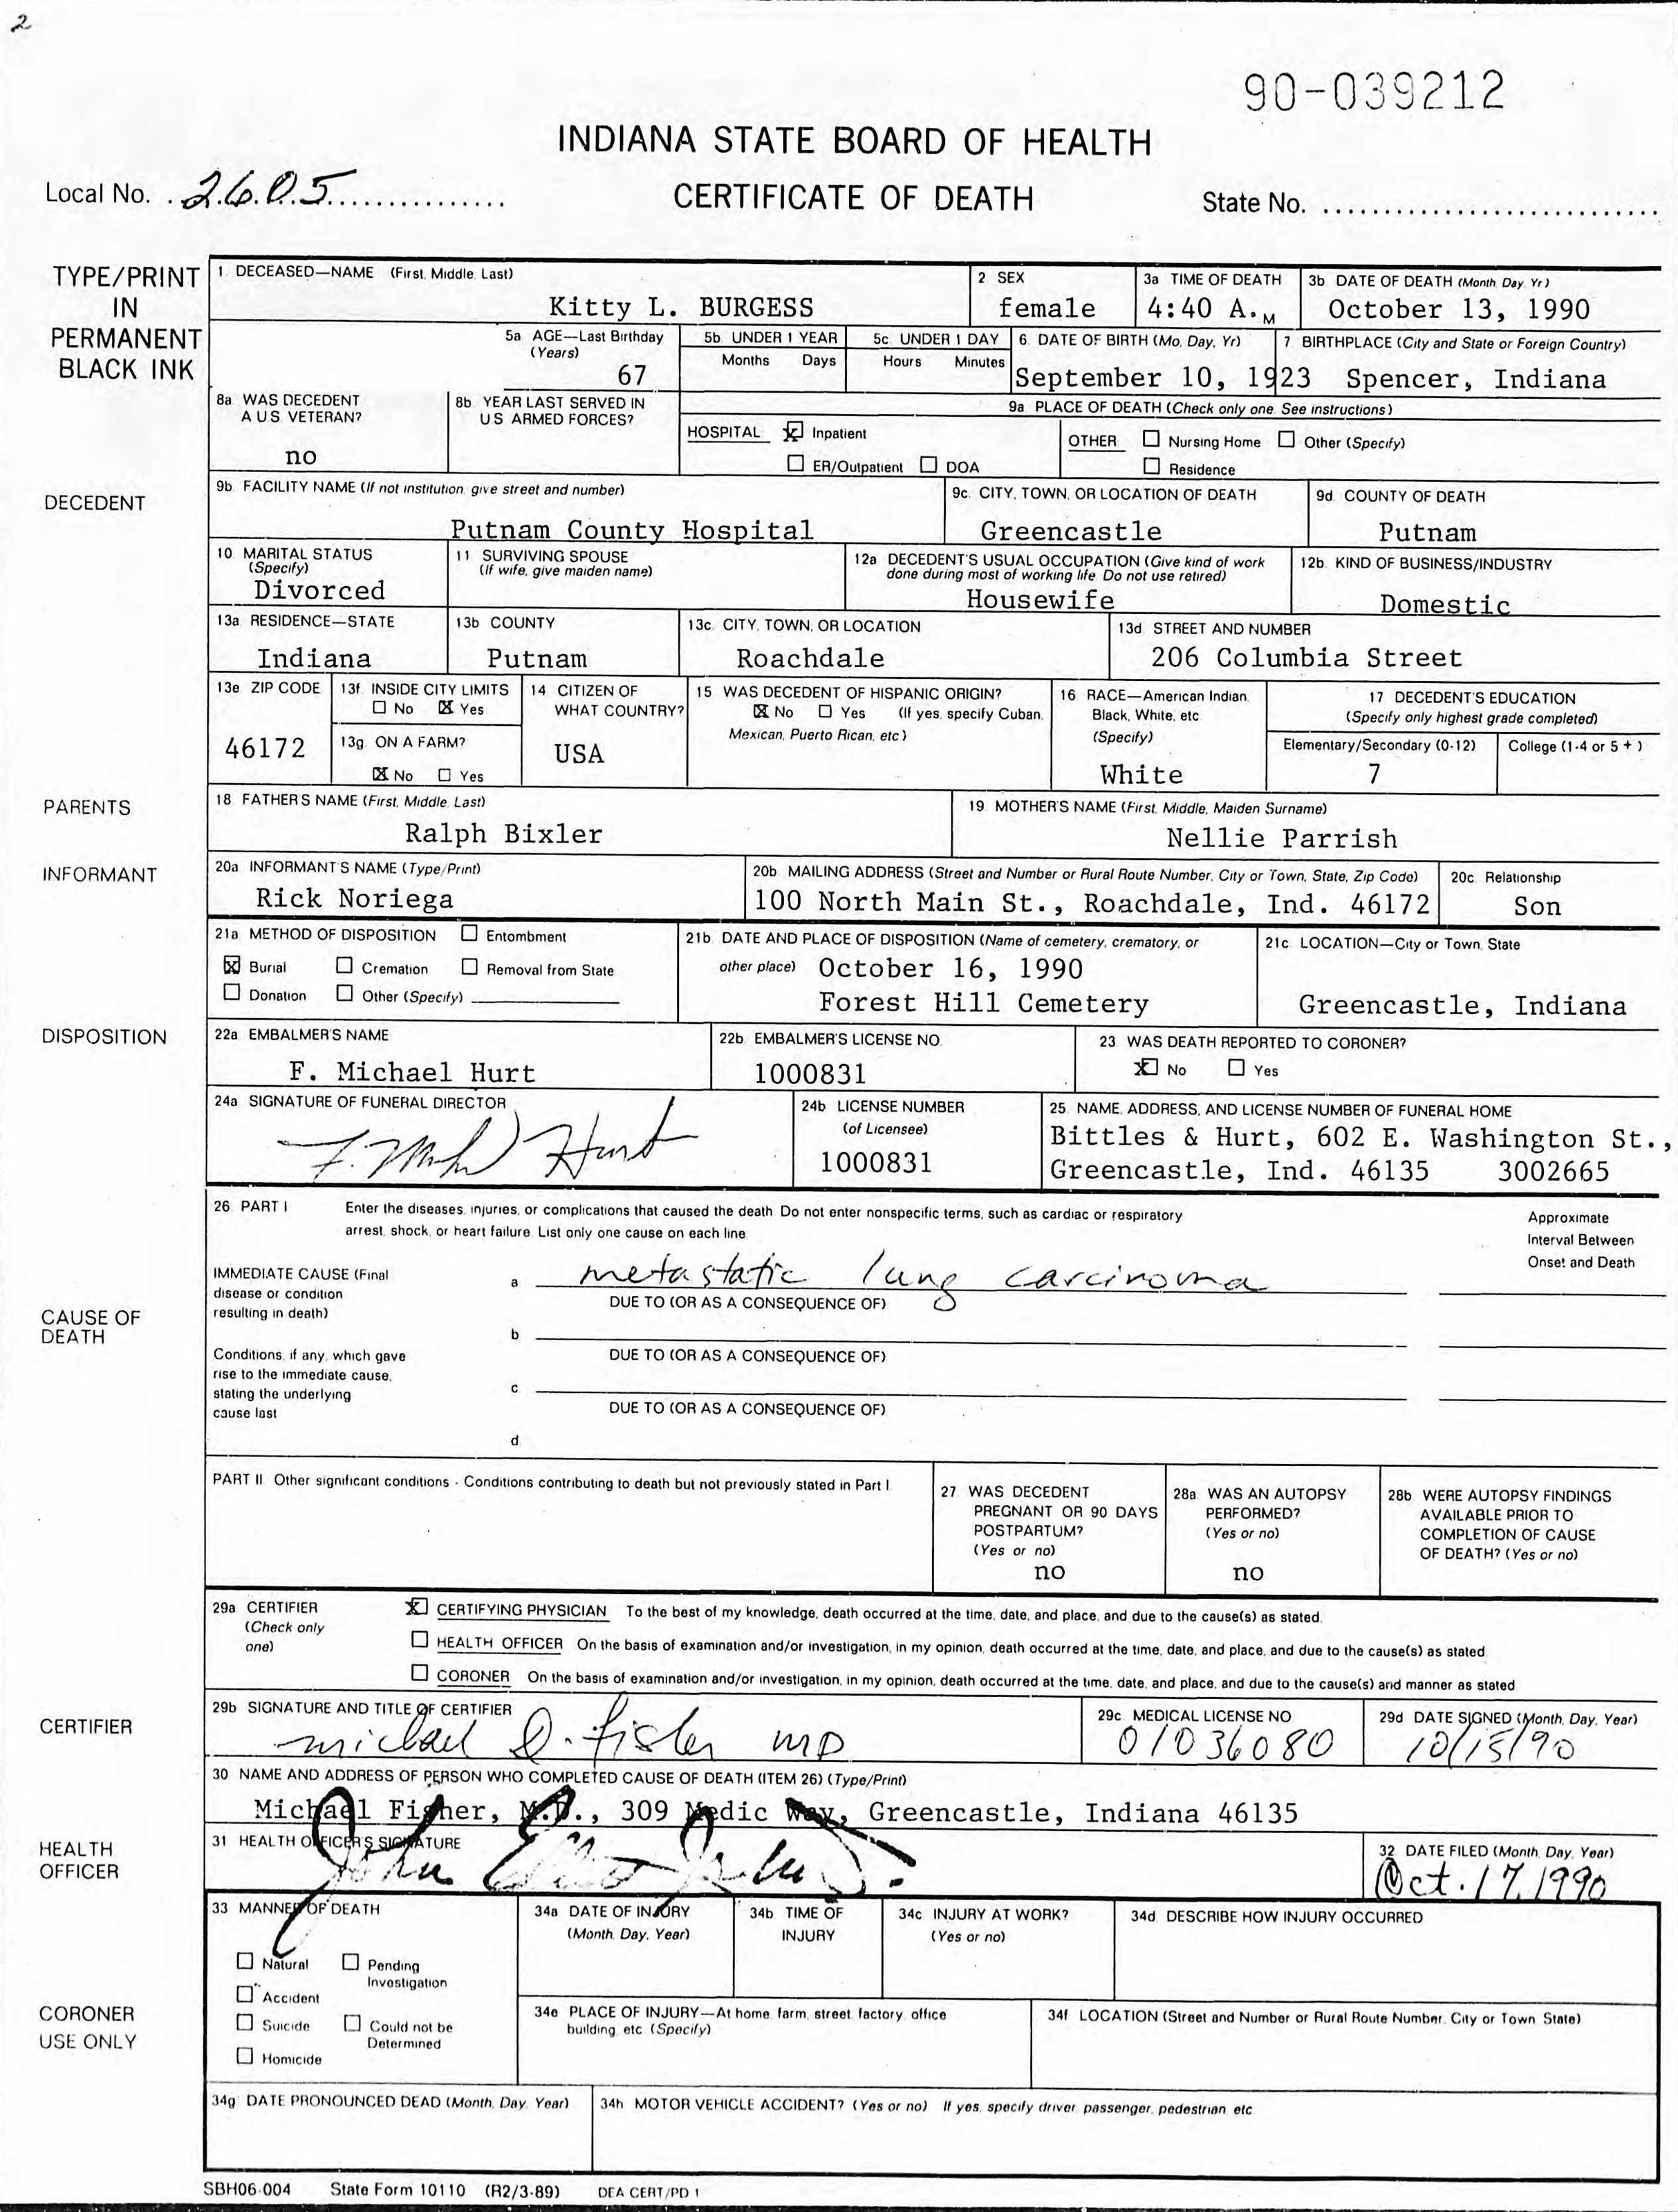 2
90-039212
INDIANA STATE BOARD OF HEALTH
Local No. 2605
CERTIFICATE OF DEATH
State No.
TYPE/PRINT
IN
PERMANENT
BLACK INK
1 DECEASED—NAME (First, Middle, Last)
Kitty L. BURGESS
2 SEX
female
3a TIME OF DEATH
4:40 A.M
3b DATE OF DEATH (Month, Day, Yr)
October 13, 1990
5a AGE—Last Birthday
(Years)
67
5b. UNDER 1 YEAR
Months Days
5c. UNDER 1 DAY
Hours Minutes
6. DATE OF BIRTH (Mo, Day, Yr)
September 10, 1923
7. BIRTHPLACE (City and State or Foreign Country)
Spencer, Indiana
8a WAS DECEDENT
A U.S. VETERAN?
no
8b. YEAR LAST SERVED IN
U S ARMED FORCES?
9a PLACE OF DEATH (Check only one. See instructions)
HOSPITAL ☒ Inpatient
☐ ER/Outpatient ☐ DOA
OTHER ☐ Nursing Home ☐ Other (Specify)
☐ Residence
DECEDENT
9b. FACILITY NAME (If not institution, give street and number)
Putnam County Hospital
9c. CITY, TOWN, OR LOCATION OF DEATH
Greencastle
9d COUNTY OF DEATH
Putnam
10. MARITAL STATUS
(Specify)
Divorced
11. SURVIVING SPOUSE
(If wife, give maiden name)
12a DECEDENT'S USUAL OCCUPATION (Give kind of work
done during most of working life. Do not use retired)
Housewife
12b. KIND OF BUSINESS/INDUSTRY
Domestic
13a RESIDENCE—STATE
Indiana
13b COUNTY
Putnam
13c. CITY, TOWN, OR LOCATION
Roachdale
13d. STREET AND NUMBER
206 Columbia Street
13e ZIP CODE
46172
13f. INSIDE CITY LIMITS
☐ No ☒ Yes
13g. ON A FARM?
☒ No ☐ Yes
14 CITIZEN OF
WHAT COUNTRY?
USA
15 WAS DECEDENT OF HISPANIC ORIGIN?
☒ No ☐ Yes (If yes, specify Cuban,
Mexican, Puerto Rican, etc)
16 RACE—American Indian,
Black, White, etc.
(Specify)
White
17 DECEDENT'S EDUCATION
(Specify only highest grade completed)
Elementary/Secondary (0-12)
7
College (1-4 or 5 +)
PARENTS
18 FATHER'S NAME (First, Middle, Last)
Ralph Bixler
19. MOTHER'S NAME (First, Middle, Maiden Surname)
Nellie Parrish
INFORMANT
20a INFORMANT'S NAME (Type/Print)
Rick Noriega
20b. MAILING ADDRESS (Street and Number or Rural Route Number, City or Town, State, Zip Code)
100 North Main St., Roachdale, Ind. 46172
20c. Relationship
Son
21a METHOD OF DISPOSITION ☐ Entombment
☒ Burial ☐ Cremation ☐ Removal from State
☐ Donation ☐ Other (Specify)
21b. DATE AND PLACE OF DISPOSITION (Name of cemetery, crematory, or
other place) October 16, 1990
Forest Hill Cemetery
21c. LOCATION—City or Town, State
Greencastle, Indiana
DISPOSITION
22a EMBALMER'S NAME
F. Michael Hurt
22b. EMBALMER'S LICENSE NO.
1000831
23. WAS DEATH REPORTED TO CORONER?
☒ No ☐ Yes
24a SIGNATURE OF FUNERAL DIRECTOR
24b LICENSE NUMBER
(of Licensee)
1000831
25. NAME, ADDRESS, AND LICENSE NUMBER OF FUNERAL HOME
Bittles & Hurt, 602 E. Washington St.,
Greencastle, Ind. 46135 3002665
26. PART I Enter the diseases, injuries, or complications that caused the death. Do not enter nonspecific terms, such as cardiac or respiratory
arrest, shock, or heart failure. List only one cause on each line
Approximate
Interval Between
Onset and Death
CAUSE OF
DEATH
IMMEDIATE CAUSE (Final
disease or condition
resulting in death)
a metastatic lung carcinoma
DUE TO (OR AS A CONSEQUENCE OF)
b
Conditions, if any, which gave
rise to the immediate cause,
stating the underlying
cause last
DUE TO (OR AS A CONSEQUENCE OF)
c
DUE TO (OR AS A CONSEQUENCE OF)
d
PART II. Other significant conditions - Conditions contributing to death but not previously stated in Part I.
27. WAS DECEDENT
PREGNANT OR 90 DAYS
POSTPARTUM?
(Yes or no)
no
28a. WAS AN AUTOPSY
PERFORMED?
(Yes or no)
no
28b WERE AUTOPSY FINDINGS
AVAILABLE PRIOR TO
COMPLETION OF CAUSE
OF DEATH? (Yes or no)
29a CERTIFIER
(Check only
one)
☒ CERTIFYING PHYSICIAN To the best of my knowledge, death occurred at the time, date, and place, and due to the cause(s) as stated.
☐ HEALTH OFFICER On the basis of examination and/or investigation, in my opinion, death occurred at the time, date, and place, and due to the cause(s) as stated.
☐ CORONER On the basis of examination and/or investigation, in my opinion, death occurred at the time, date, and place, and due to the cause(s) and manner as stated
CERTIFIER
29b SIGNATURE AND TITLE OF CERTIFIER
michael D. fisher MD
29c. MEDICAL LICENSE NO
01036080
29d DATE SIGNED (Month, Day, Year)
10/15/90
30 NAME AND ADDRESS OF PERSON WHO COMPLETED CAUSE OF DEATH (ITEM 26) (Type/Print)
Michael Fisher, M.D., 309 Medic Way, Greencastle, Indiana 46135
HEALTH
OFFICER
31 HEALTH OFFICER'S SIGNATURE
John
32 DATE FILED (Month, Day, Year)
Oct. 17, 1990
33 MANNER OF DEATH
☐ Natural ☐ Pending
Investigation
☐ Accident
☐ Suicide ☐ Could not be
Determined
☐ Homicide
34a DATE OF INJURY
(Month, Day, Year)
34b TIME OF
INJURY
34c INJURY AT WORK?
(Yes or no)
34d. DESCRIBE HOW INJURY OCCURRED
CORONER
USE ONLY
34e PLACE OF INJURY—At home, farm, street, factory, office
building, etc. (Specify)
34f LOCATION (Street and Number or Rural Route Number, City or Town, State)
34g DATE PRONOUNCED DEAD (Month, Day, Year)
34h MOTOR VEHICLE ACCIDENT? (Yes or no) If yes, specify driver, passenger, pedestrian, etc
SBH06-004 State Form 10110 (R2/3-89) DEA CERT/PD 1